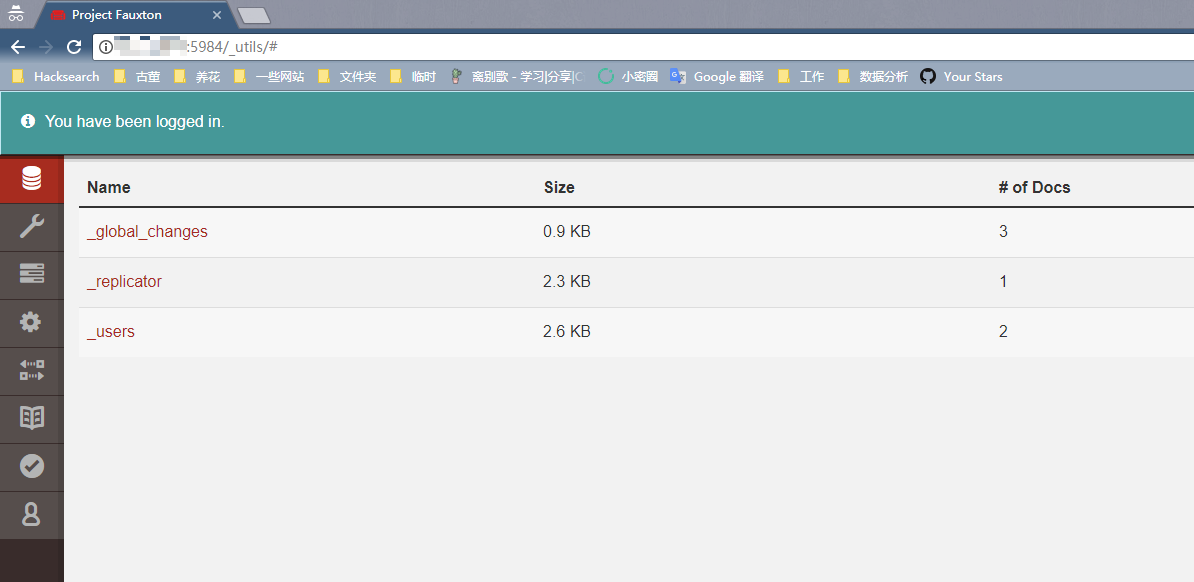 Project Fauxton
:5984/_utils/#
Hacksearch 古董 养花 一些网站 文件夹 临时 离别歌 - 学习|分享|C 小密圈 Google 翻译 工作 数据分析 Your Stars
You have been logged in.
Name Size # of Docs
_global_changes 0.9 KB 3
_replicator 2.3 KB 1
_users 2.6 KB 2